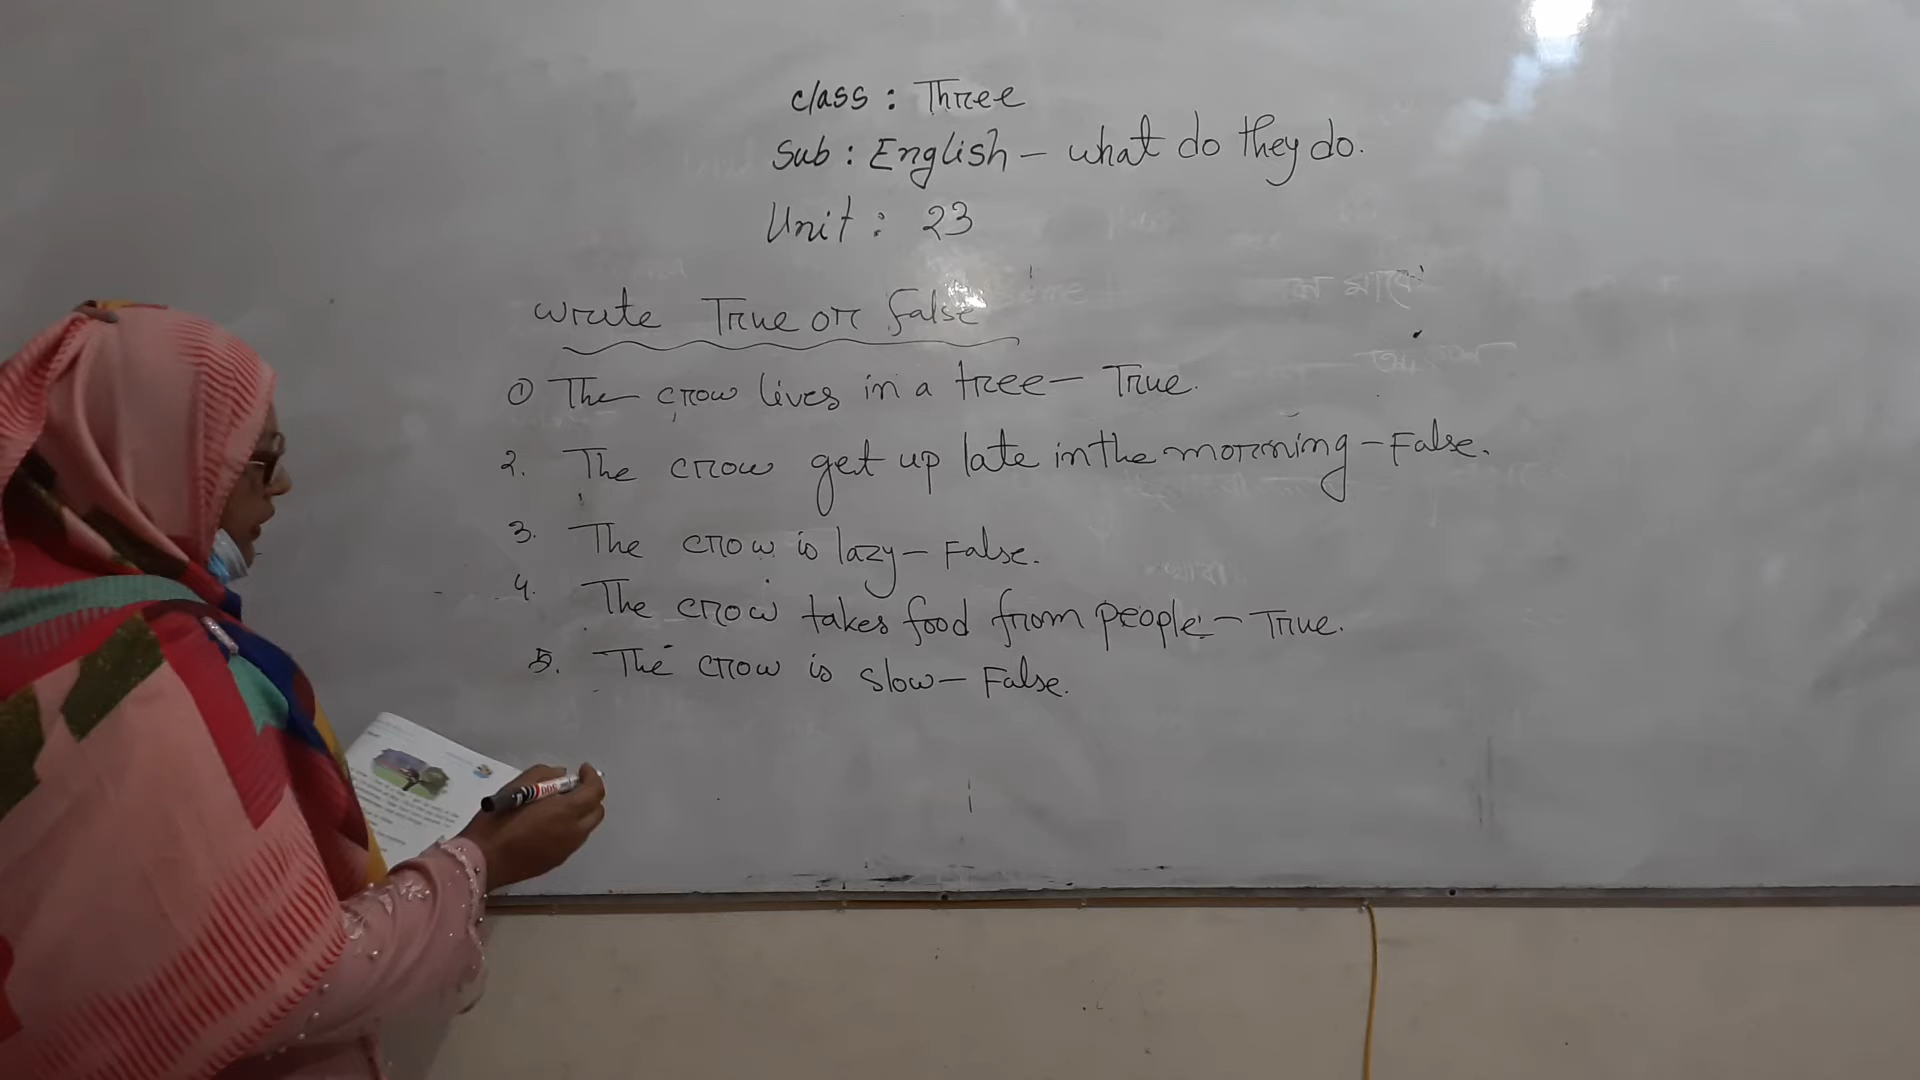 class : Three
Sub : English – what do they do.
Unit : 23
write True or false
① The crow lives in a tree – True.
2. The crow get up late in the morning – False.
3. The crow is lazy – False.
4. The crow takes food from people – True.
5. The crow is slow – False.